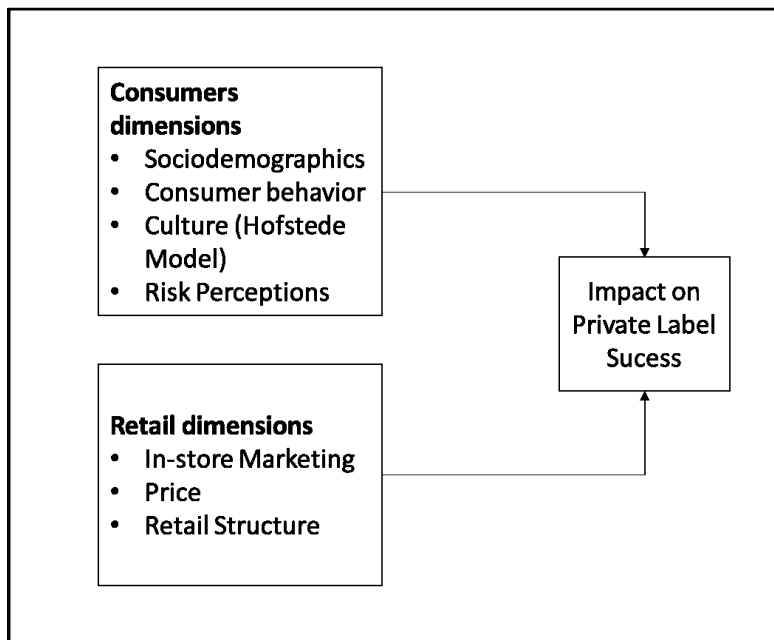 Consumers
dimensions
• Sociodemographics
• Consumer behavior
• Culture (Hofstede
Model)
• Risk Perceptions
Impact on
Private Label
Sucess
Retail dimensions
• In-store Marketing
• Price
• Retail Structure